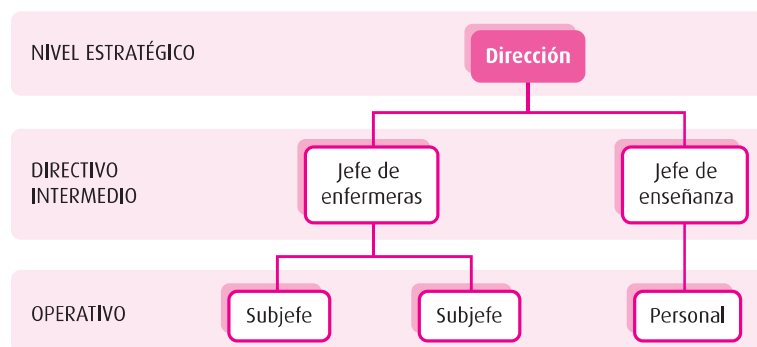 NIVEL ESTRATÉGICO
Dirección
DIRECTIVO
INTERMEDIO
Jefe de
enfermeras
Jefe de
enseñanza
OPERATIVO
Subjefe
Subjefe
Personal